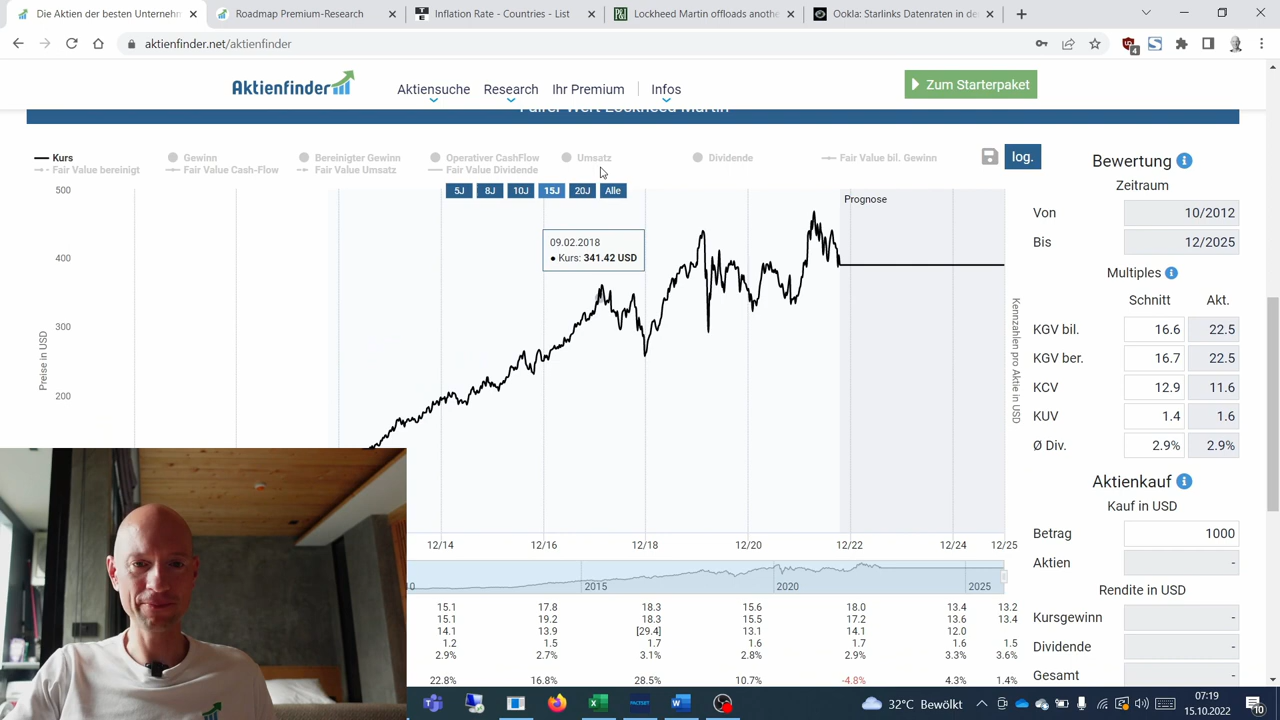 Die Aktien der besten Unternehm
Roadmap Premium-Research
Inflation Rate - Countries - List
Lockheed Martin offloads anothe
Ookla: Starlinks Datenraten in de
aktienfinder.net/aktienfinder
4
Aktienfinder
Aktiensuche
Research
Ihr Premium
Infos
Zum Starterpaket
Fairer Wert Lockheed Martin
Kurs Gewinn Bereinigter Gewinn Operativer CashFlow Umsatz Dividende Fair Value bil. Gewinn
Fair Value bereinigt Fair Value Cash-Flow Fair Value Umsatz Fair Value Dividende
log.
5J 8J 10J 15J 20J Alle
Prognose
500
400
300
200
Preise in USD
09.02.2018
● Kurs: 341.42 USD
Kennzahlen pro Aktie in USD
12/14 12/16 12/18 12/20 12/22 12/24 12/25
10 2015 2020 2025
15.1 17.8 18.3 15.6 18.0 13.4 13.2
15.1 19.2 18.3 15.5 17.2 13.6 13.4
14.1 13.9 [29.4] 13.1 14.1 12.0
1.2 1.5 1.7 1.6 1.7 1.6 1.5
2.9% 2.7% 3.1% 2.8% 2.9% 3.3% 3.6%
22.8% 16.8% 28.5% 10.7% -4.8% 4.3% 1.4%
Bewertung
Zeitraum
Von 10/2012
Bis 12/2025
Multiples
Schnitt Akt.
KGV bil. 16.6 22.5
KGV ber. 16.7 22.5
KCV 12.9 11.6
KUV 1.4 1.6
Ø Div. 2.9% 2.9%
Aktienkauf
Kauf in USD
Betrag 1000
Aktien -
Rendite in USD
Kursgewinn -
Dividende -
Gesamt -
PACESET
32°C Bewölkt
07:19
15.10.2022